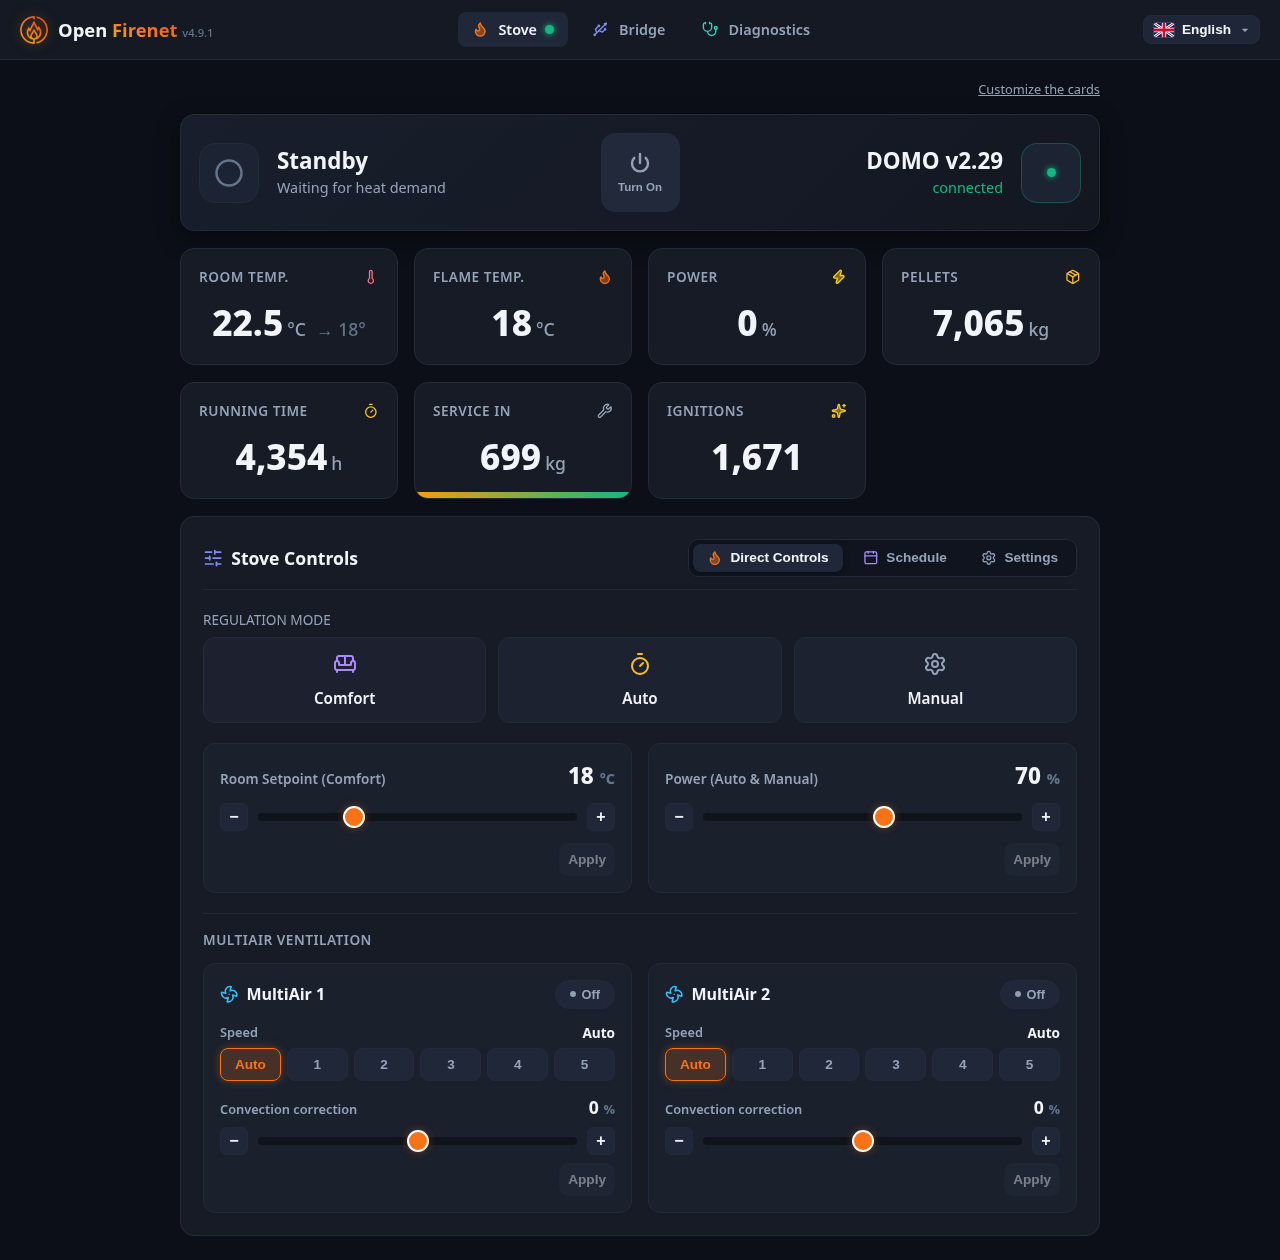 Open Firenet v4.9.1
Stove
Bridge
Diagnostics
English
Customize the cards
Standby
Waiting for heat demand
Turn On
DOMO v2.29
connected
ROOM TEMP.
22.5 °C → 18°
FLAME TEMP.
18 °C
POWER
0 %
PELLETS
7,065 kg
RUNNING TIME
4,354 h
SERVICE IN
699 kg
IGNITIONS
1,671
Stove Controls
Direct Controls
Schedule
Settings
REGULATION MODE
Comfort
Auto
Manual
Room Setpoint (Comfort)
18 °C
−
+
Apply
Power (Auto & Manual)
70 %
−
+
Apply
MULTIAIR VENTILATION
MultiAir 1
Off
Speed
Auto
Auto 1 2 3 4 5
Convection correction
0 %
−
+
Apply
MultiAir 2
Off
Speed
Auto
Auto 1 2 3 4 5
Convection correction
0 %
−
+
Apply